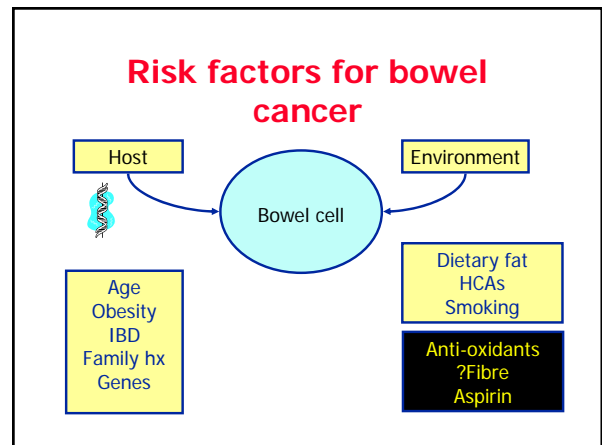 Risk factors for bowel
cancer
Host
Environment
Bowel cell
Age
Obesity
IBD
Family hx
Genes
Dietary fat
HCAs
Smoking
Anti-oxidants
?Fibre
Aspirin